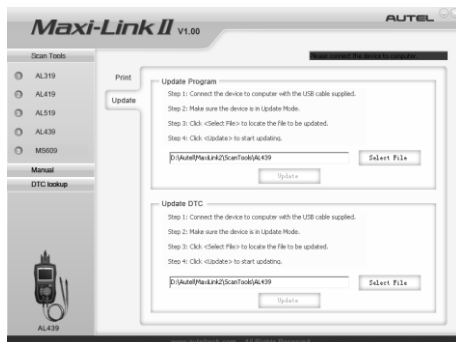 AUTEL
Maxi-Link II V1.00
Scan Tools
Please connect the device to computer.
AL319
AL419
AL519
AL439
MS609
Manual
DTC lookup
AL439
Print
Update
Update Program
Step 1: Connect the device to computer with the USB cable supplied.
Step 2: Make sure the device is in Update Mode.
Step 3: Click <Select File> to locate the file to be updated.
Step 4: Click <Update> to start updating.
D:\Autel\MaxiLink2\ScanTools\AL439
Select File
Update
Update DTC
Step 1: Connect the device to computer with the USB cable supplied.
Step 2: Make sure the device is in Update Mode.
Step 3: Click <Select File> to locate the file to be updated.
Step 4: Click <Update> to start updating.
D:\Autel\MaxiLink2\ScanTools\AL439
Select File
Update